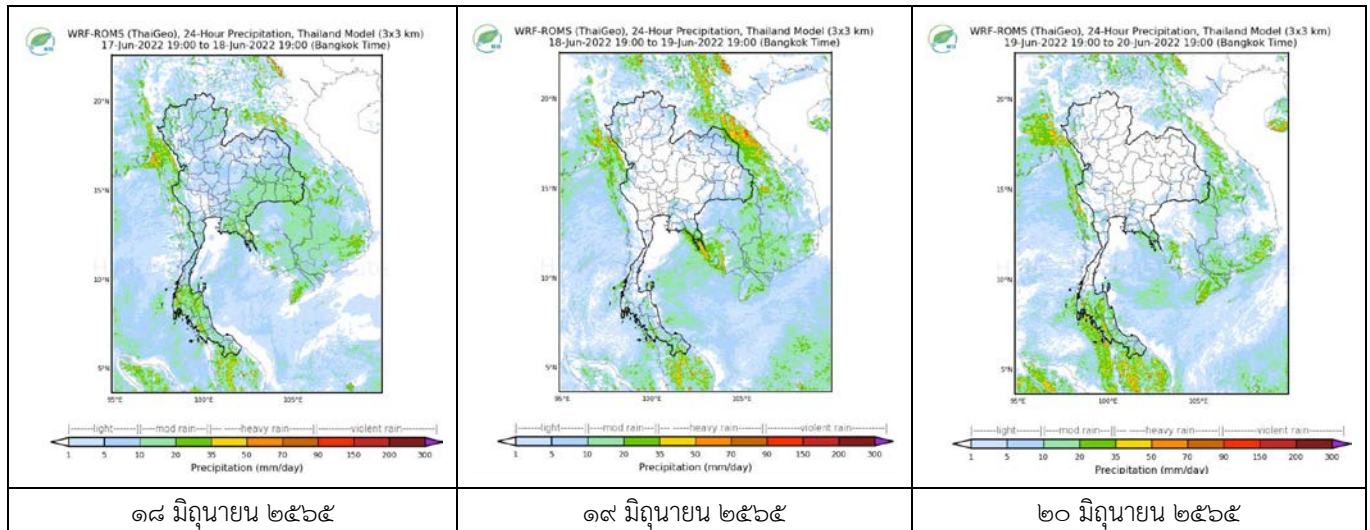 WRF-ROMS (ThaiGeo), 24-Hour Precipitation, Thailand Model (3x3 km)
17-Jun-2022 19:00 to 18-Jun-2022 19:00 (Bangkok Time)
20°N
15°N
10°N
5°N
95°E 100°E 105°E
|-------light-------||---mod rain---||--- ---heavy rain--- ---||--------violent rain--------|
1 5 10 20 35 50 70 90 150 200 300
Precipitation (mm/day)
๑๘ มิถุนายน ๒๕๖๕
WRF-ROMS (ThaiGeo), 24-Hour Precipitation, Thailand Model (3x3 km)
18-Jun-2022 19:00 to 19-Jun-2022 19:00 (Bangkok Time)
20°N
15°N
10°N
5°N
95°E 100°E 105°E
|-------light-------||---mod rain---||--- ---heavy rain--- ---||--------violent rain--------|
1 5 10 20 35 50 70 90 150 200 300
Precipitation (mm/day)
๑๙ มิถุนายน ๒๕๖๕
WRF-ROMS (ThaiGeo), 24-Hour Precipitation, Thailand Model (3x3 km)
19-Jun-2022 19:00 to 20-Jun-2022 19:00 (Bangkok Time)
20°N
15°N
10°N
5°N
95°E 100°E 105°E
|-------light-------||---mod rain---||--- ---heavy rain--- ---||--------violent rain--------|
1 5 10 20 35 50 70 90 150 200 300
Precipitation (mm/day)
๒๐ มิถุนายน ๒๕๖๕